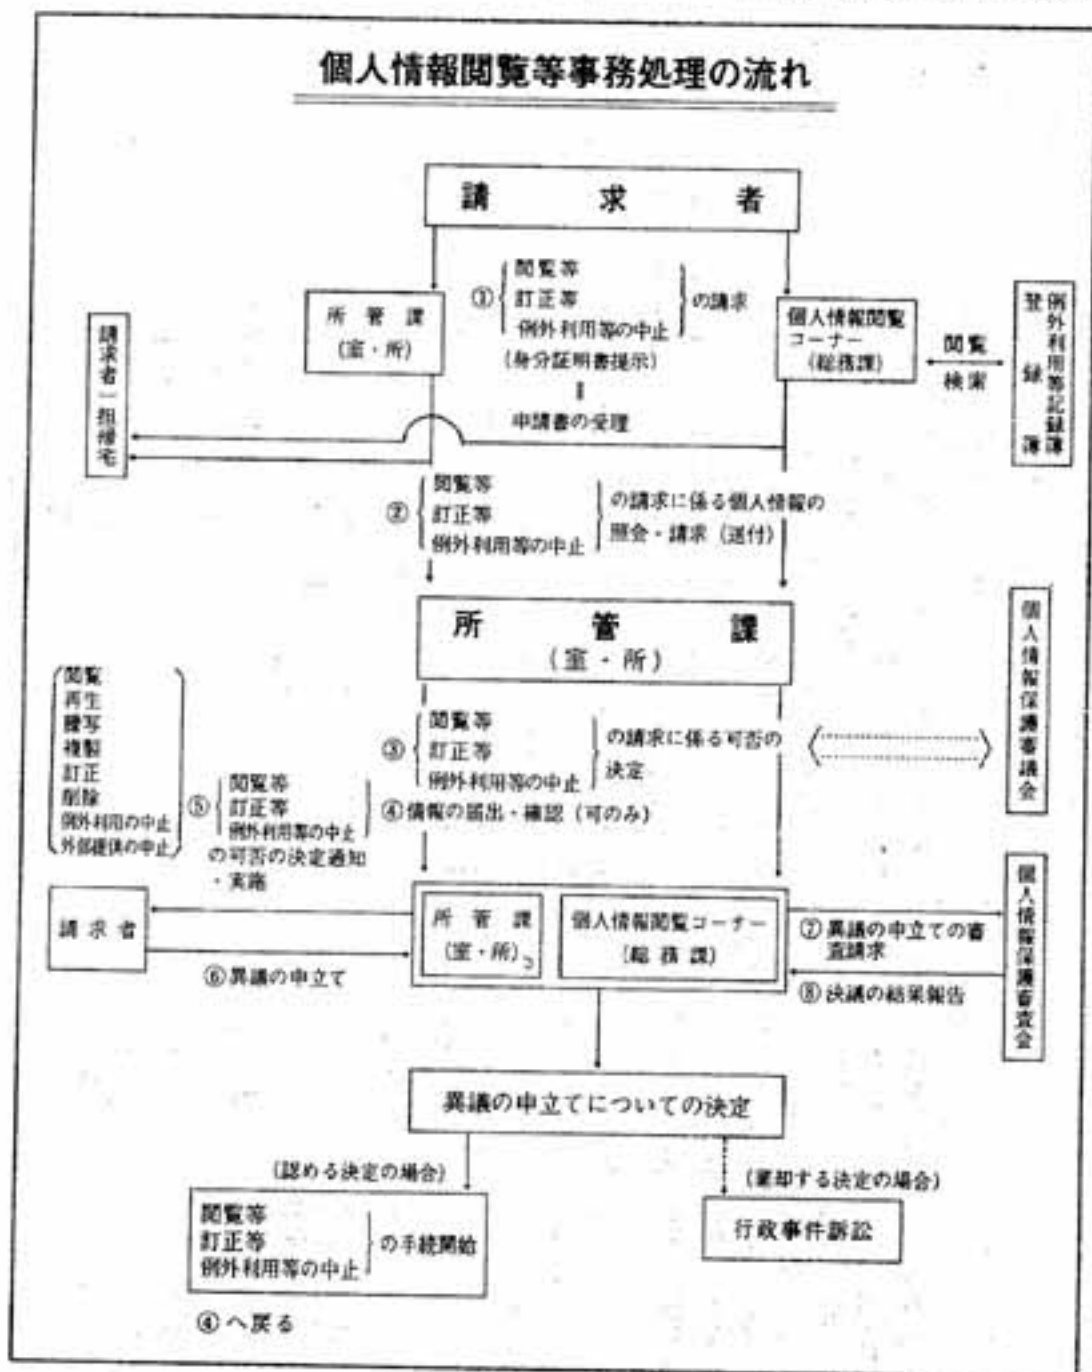 個人情報閲覧等事務処理の流れ
請求者
所管課
(室・所)
①
閲覧等
訂正等
例外利用等の中止
の請求
(身分証明書提示)
申請書の受理
個人情報閲覧
コーナー
(総務課)
閲覧
検索
例外利用等記録簿
登録簿
請求者一担帰宅
②
閲覧等
訂正等
例外利用等の中止
の請求に係る個人情報の
照会・請求(送付)
所管課
(室・所)
個人情報保護審議会
③
閲覧等
訂正等
例外利用等の中止
の請求に係る可否の
決定
④情報の届出・確認(可のみ)
閲覧
再生
謄写
複製
訂正
削除
例外利用の中止
外部提供の中止
⑤
閲覧等
訂正等
例外利用等の中止
の可否の決定通知
・実施
請求者
⑥異議の申立て
所管課
(室・所)
個人情報閲覧コーナー
(総務課)
⑦異議の申立ての審
査請求
⑧決議の結果報告
個人情報保護審査会
異議の申立てについての決定
(認める決定の場合)
(棄却する決定の場合)
閲覧等
訂正等
例外利用等の中止
の手続開始
行政事件訴訟
④へ戻る